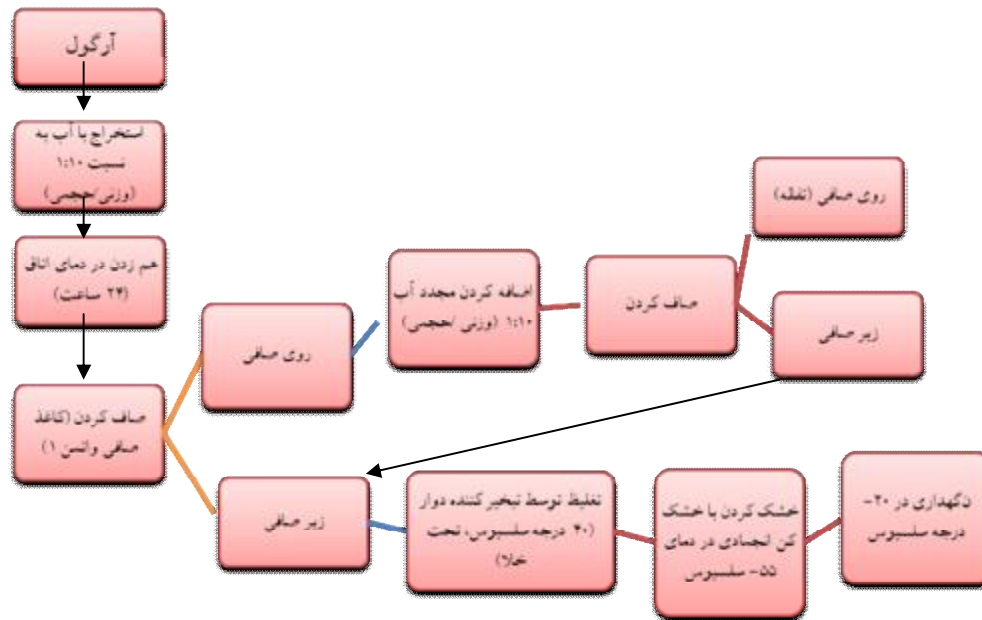 آرگول
استخراج با آب به
نسبت ۱:۱۰
(وزنی/حجمی)
هم زدن در دمای اتاق
(۲۴ ساعت)
صاف کردن (کاغذ
صافی واتمن ۱)
روی صافی
اضافه کردن مجدد آب
۱:۱۰ (وزنی /حجمی)
صاف کردن
روی صافی (تفاله)
زیر صافی
زیر صافی
تغلیظ توسط تبخیر کننده دوار
(۴۰ درجه سلسیوس، تحت
خلا)
خشک کردن با خشک
کن انجمادی در دمای
۵۵- سلسیوس
نگهداری در ۲۰-
درجه سلسیوس